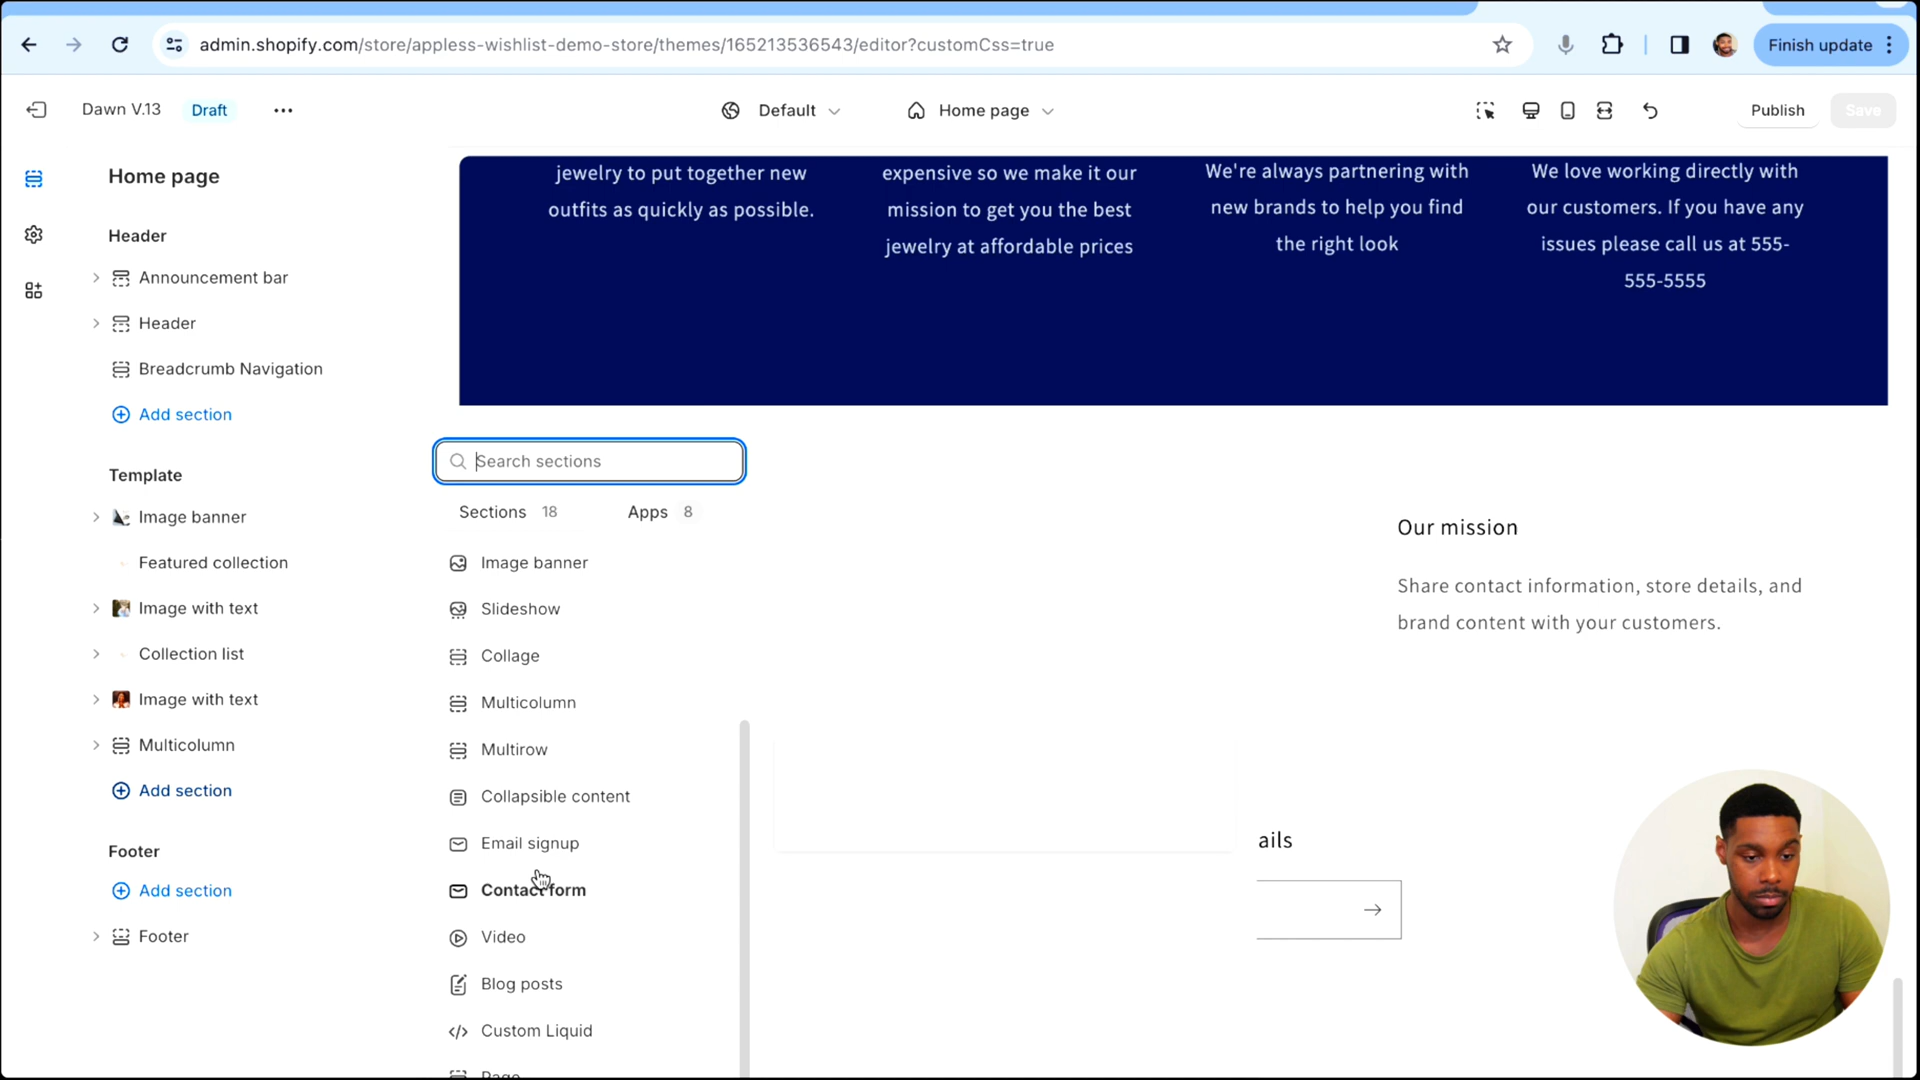 admin.shopify.com/store/appless-wishlist-demo-store/themes/165213536543/editor?customCss=true
Finish update
Dawn V.13
Draft
Default
Home page
Publish
Save
Home page
Header
Announcement bar
Header
Breadcrumb Navigation
Add section
Template
Image banner
Featured collection
Image with text
Collection list
Image with text
Multicolumn
Add section
Footer
Add section
Footer
jewelry to put together new
outfits as quickly as possible.
expensive so we make it our
mission to get you the best
jewelry at affordable prices
We're always partnering with
new brands to help you find
the right look
We love working directly with
our customers. If you have any
issues please call us at 555-
555-5555
Search sections
Sections 18
Apps 8
Image banner
Slideshow
Collage
Multicolumn
Multirow
Collapsible content
Email signup
Contact form
Video
Blog posts
Custom Liquid
Page
Our mission
Share contact information, store details, and
brand content with your customers.
ails